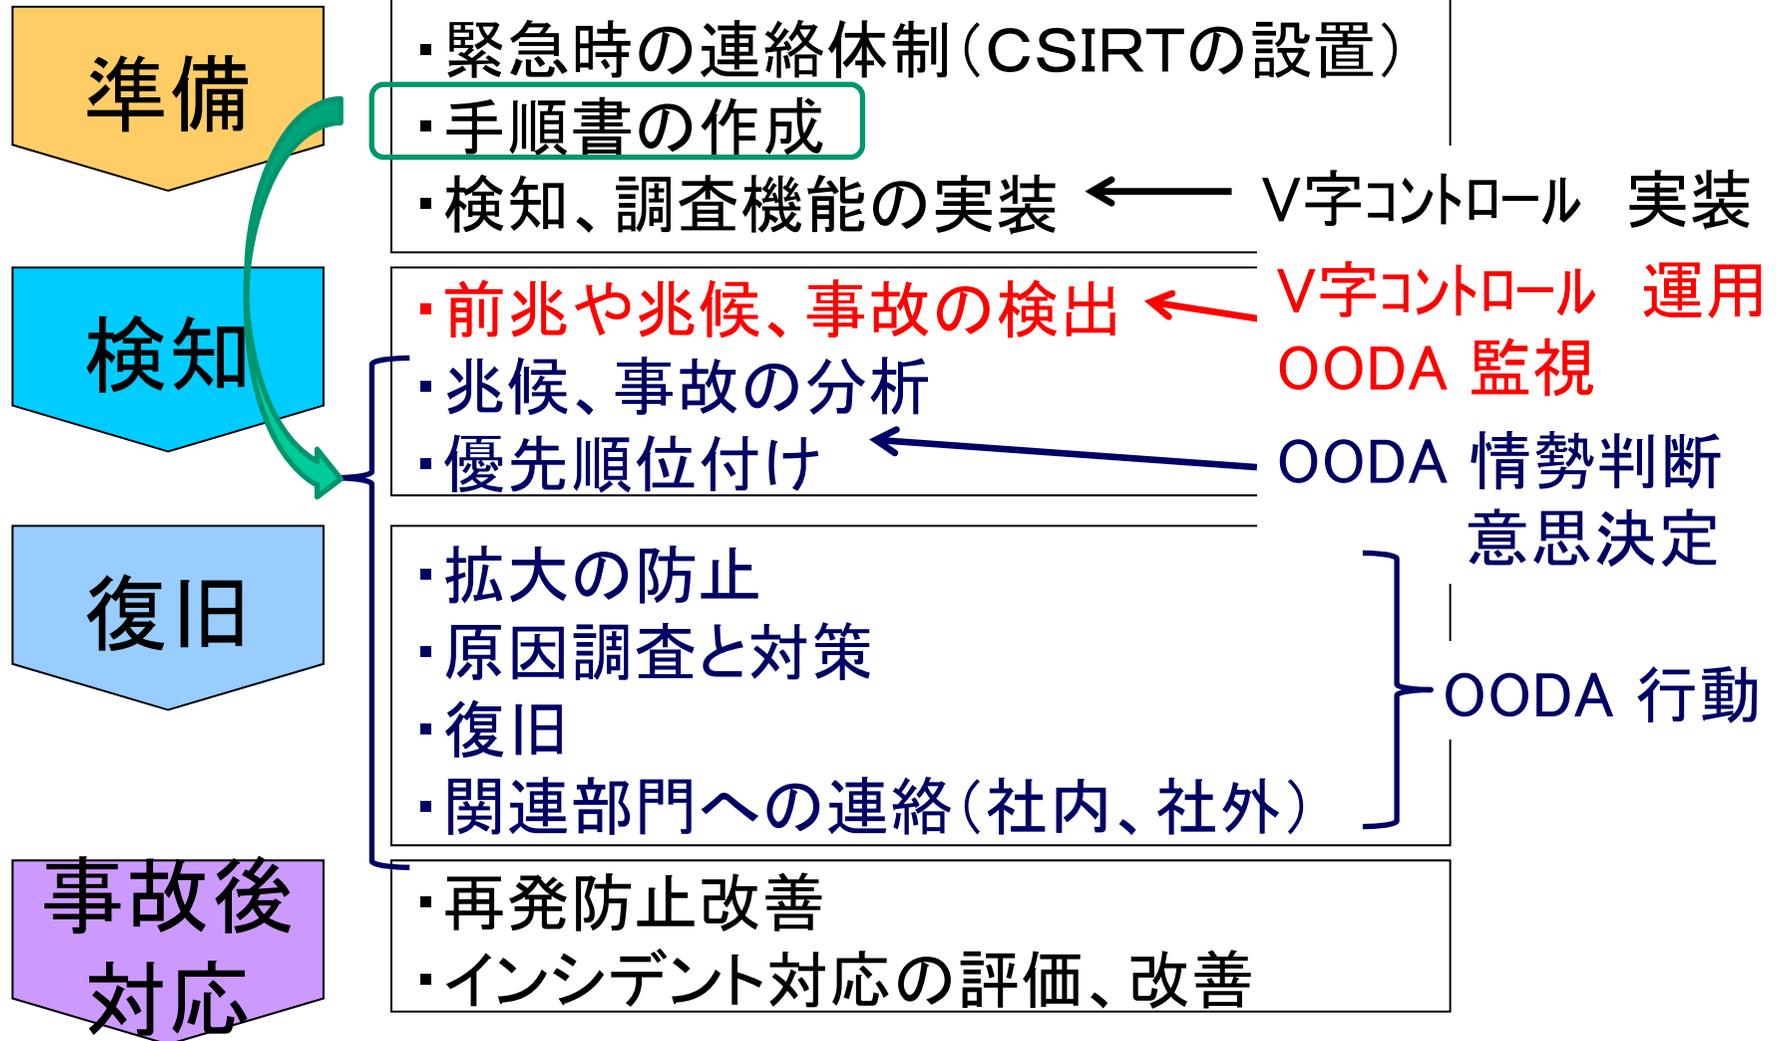 準備
・緊急時の連絡体制（CSIRTの設置）
・手順書の作成
・検知、調査機能の実装
V字コントロール　実装
検知
・前兆や兆候、事故の検出
・兆候、事故の分析
・優先順位付け
V字コントロール　運用
OODA 監視
OODA 情勢判断
意思決定
復旧
・拡大の防止
・原因調査と対策
・復旧
・関連部門への連絡（社内、社外）
OODA 行動
事故後
対応
・再発防止改善
・インシデント対応の評価、改善